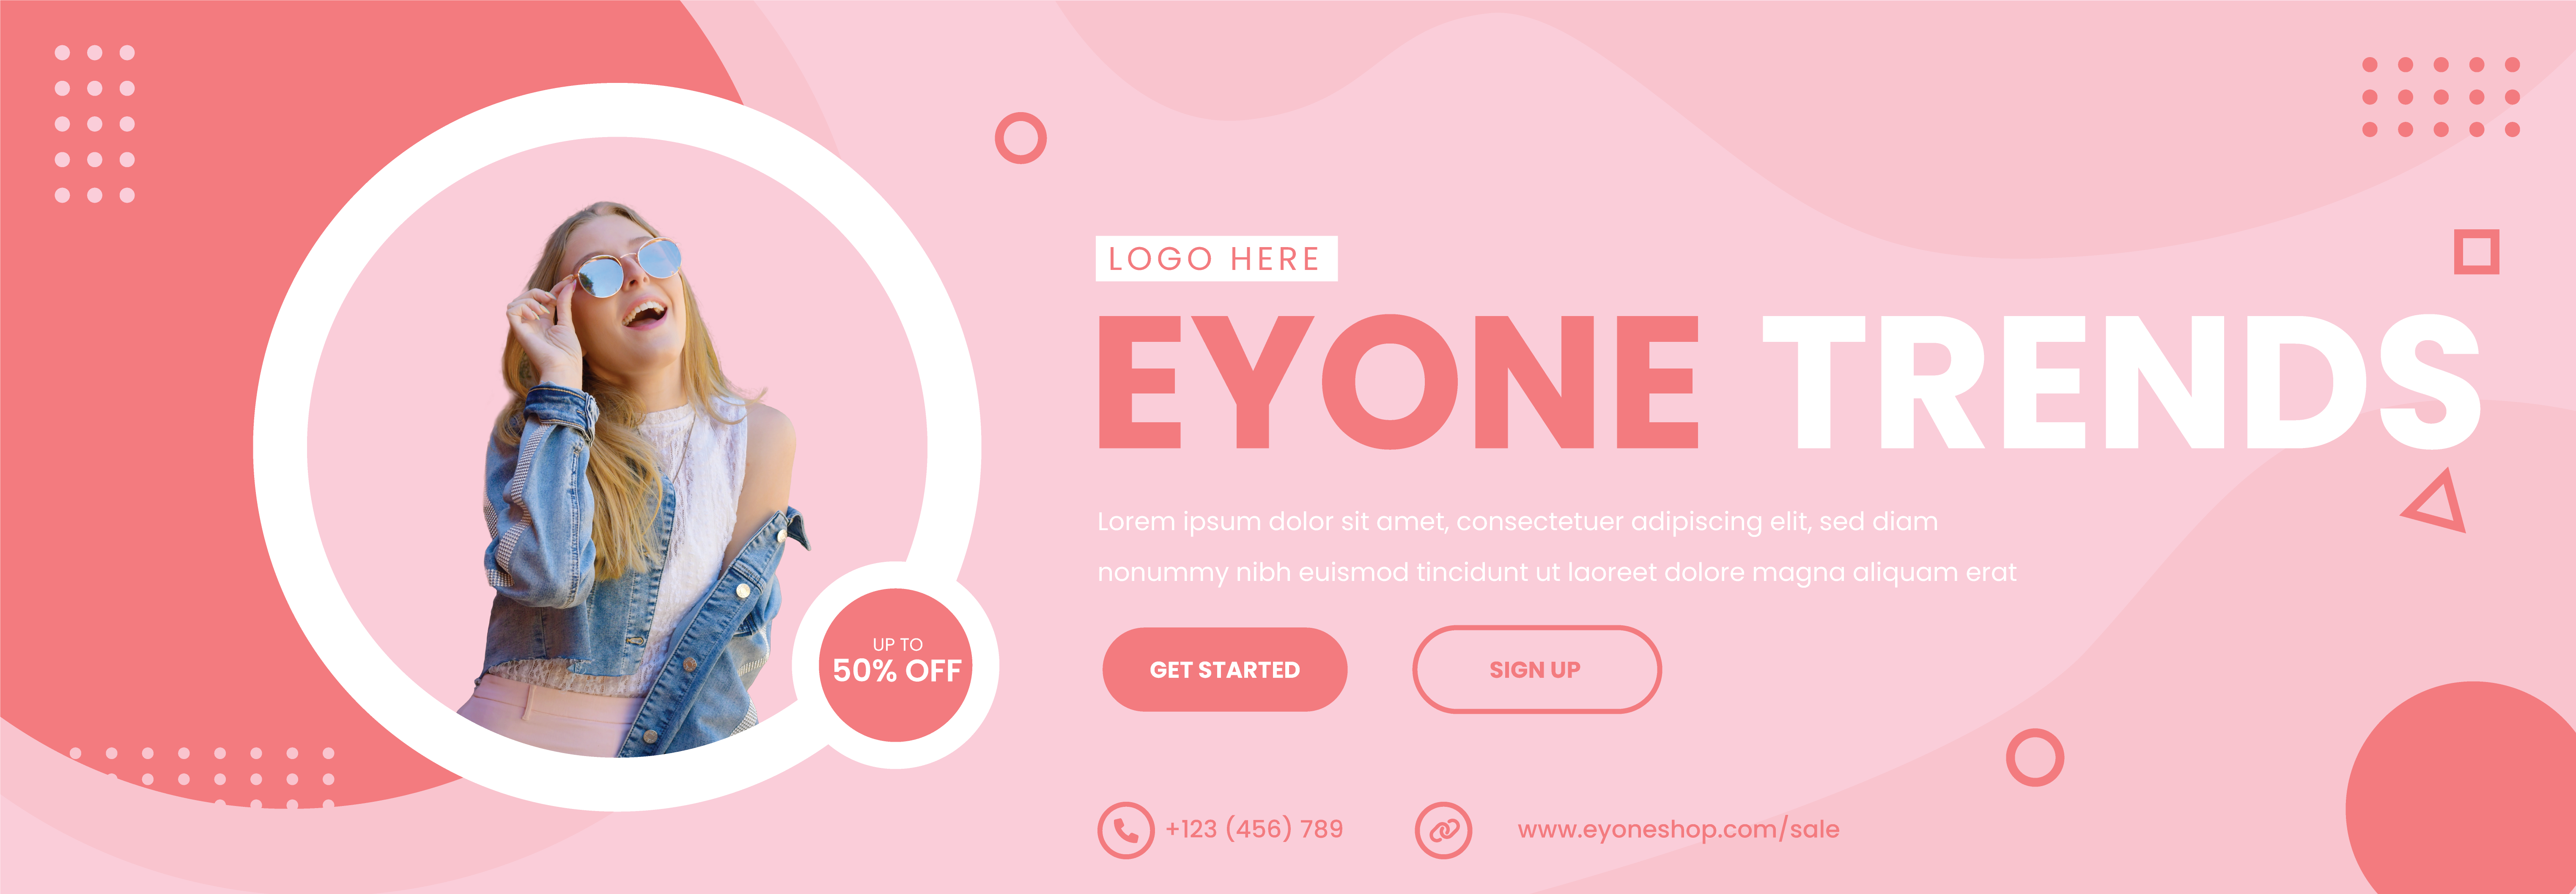 LOGO HERE
EYONE TRENDS
Lorem ipsum dolor sit amet, consectetuer adipiscing elit, sed diam
nonummy nibh euismod tincidunt ut laoreet dolore magna aliquam erat
UP TO
50% OFF
GET STARTED
SIGN UP
+123 (456) 789
www.eyoneshop.com/sale